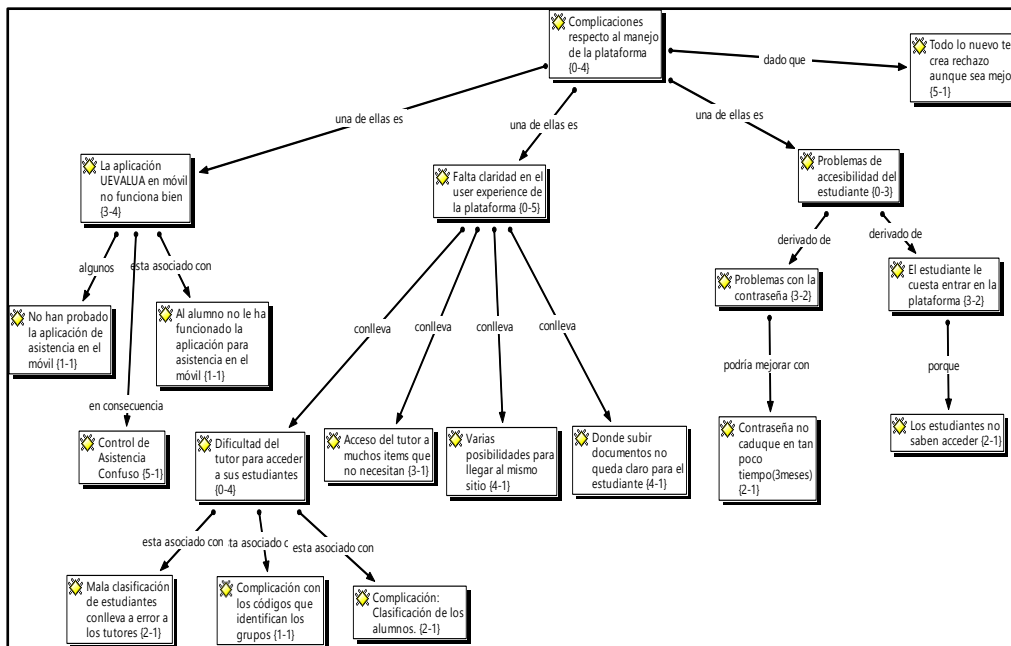 Complicaciones
respecto al manejo
de la plataforma
{0-4}
Todo lo nuevo te
crea rechazo
aunque sea mejo
{5-1}
dado que
una de ellas es
una de ellas es
una de ellas es
La aplicación
UEVALUA en móvil
no funciona bien
{3-4}
Falta claridad en el
user experience de
la plataforma {0-5}
Problemas de
accesibilidad del
estudiante {0-3}
algunos
esta asociado con
derivado de
derivado de
No han probado
la aplicación de
asistencia en el
móvil {1-1}
Al alumno no le ha
funcionado la
aplicación para
asistencia en el
móvil {1-1}
Problemas con la
contraseña {3-2}
El estudiante le
cuesta entrar en la
plataforma {3-2}
conlleva
conlleva
conlleva
conlleva
podría mejorar con
porque
en consecuencia
Control de
Asistencia
Confuso {5-1}
Dificultad del
tutor para acceder
a sus estudiantes
{0-4}
Acceso del tutor a
muchos items que
no necesitan {3-1}
Varias
posibilidades para
llegar al mismo
sitio {4-1}
Donde subir
documentos no
queda claro para el
estudiante {4-1}
Contraseña no
caduque en tan
poco
tiempo(3meses)
{2-1}
Los estudiantes no
saben acceder {2-1}
esta asociado con
ta asociado c
esta asociado con
Mala clasificación
de estudiantes
conlleva a error a
los tutores {2-1}
Complicación con
los códigos que
identifican los
grupos {1-1}
Complicación:
Clasificación de los
alumnos. {2-1}